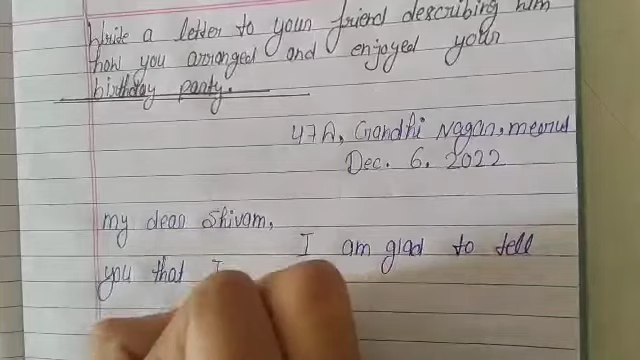 Write a letter to your friend describing him
how you arranged and enjoyed your
birthday party.
47A, Gandhi Nagar, meerut
Dec. 6, 2022
my dear Shivam,
I am glad to tell
you that I